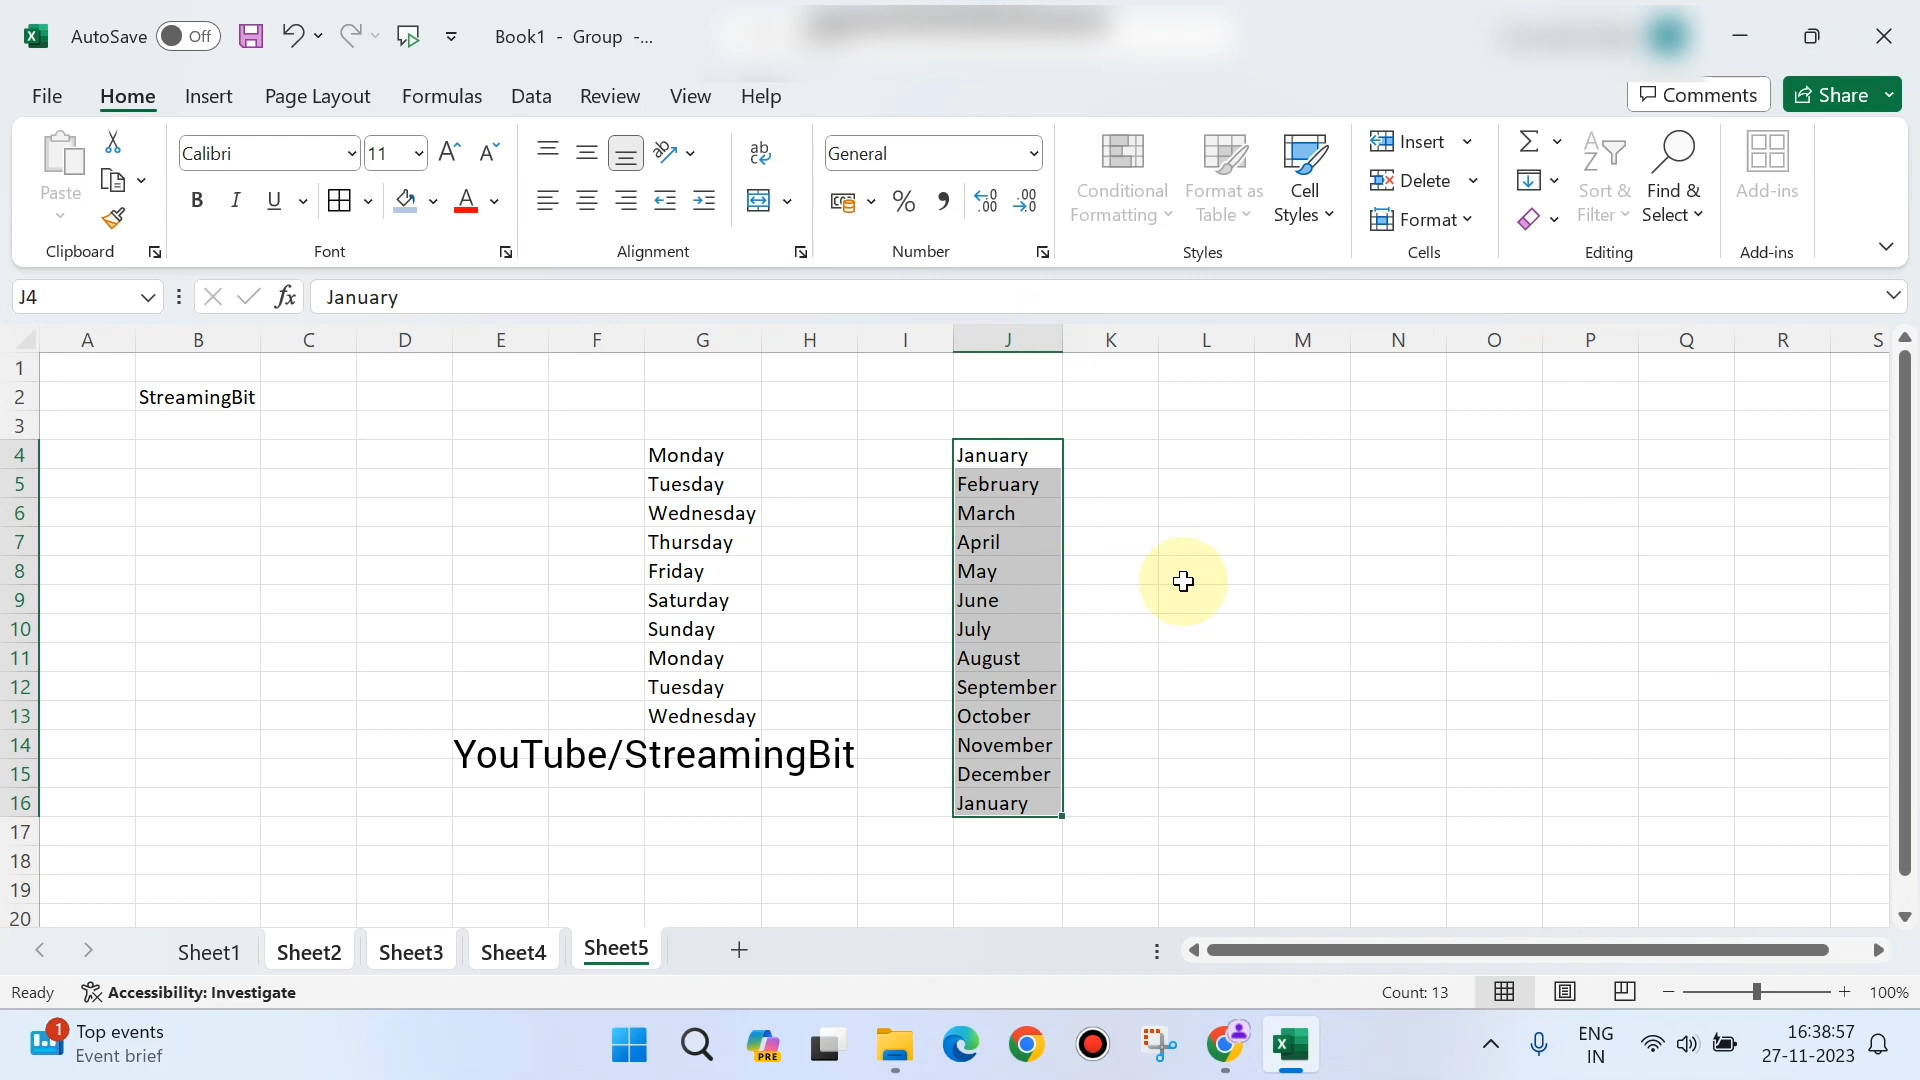 AutoSave Off Book1 - Group -...
File Home Insert Page Layout Formulas Data Review View Help Comments Share
Paste
Clipboard
Calibri 11
Font
ab
Alignment
General
Number
Conditional Formatting
Format as Table
Cell Styles
Styles
Insert
Delete
Format
Cells
Sort & Filter
Find & Select
Editing
Add-ins
Add-ins
J4 fx January
A B C D E F G H I J K L M N O P Q R S
1
2 StreamingBit
3
4 Monday January
5 Tuesday February
6 Wednesday March
7 Thursday April
8 Friday May
9 Saturday June
10 Sunday July
11 Monday August
12 Tuesday September
13 Wednesday October
14 November
YouTube/StreamingBit
15 December
16 January
17
18
19
20
Sheet1 Sheet2 Sheet3 Sheet4 Sheet5
Ready Accessibility: Investigate Count: 13 100%
1 Top events
Event brief
PRE
ENG
IN
16:38:57
27-11-2023